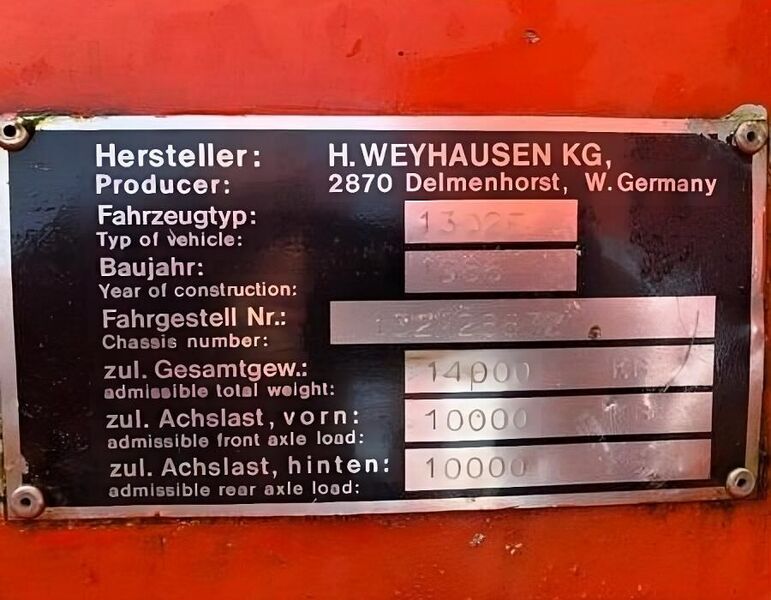 Hersteller: H. WEYHAUSEN KG,
Producer: 2870 Delmenhorst, W. Germany
Fahrzeugtyp:
Typ of vehicle:
Baujahr:
Year of construction:
Fahrgestell Nr.:
Chassis number:
zul. Gesamtgew.: 14000
admissible total weight:
zul. Achslast, vorn: 10000
admissible front axle load:
zul. Achslast, hinten: 10000
admissible rear axle load: